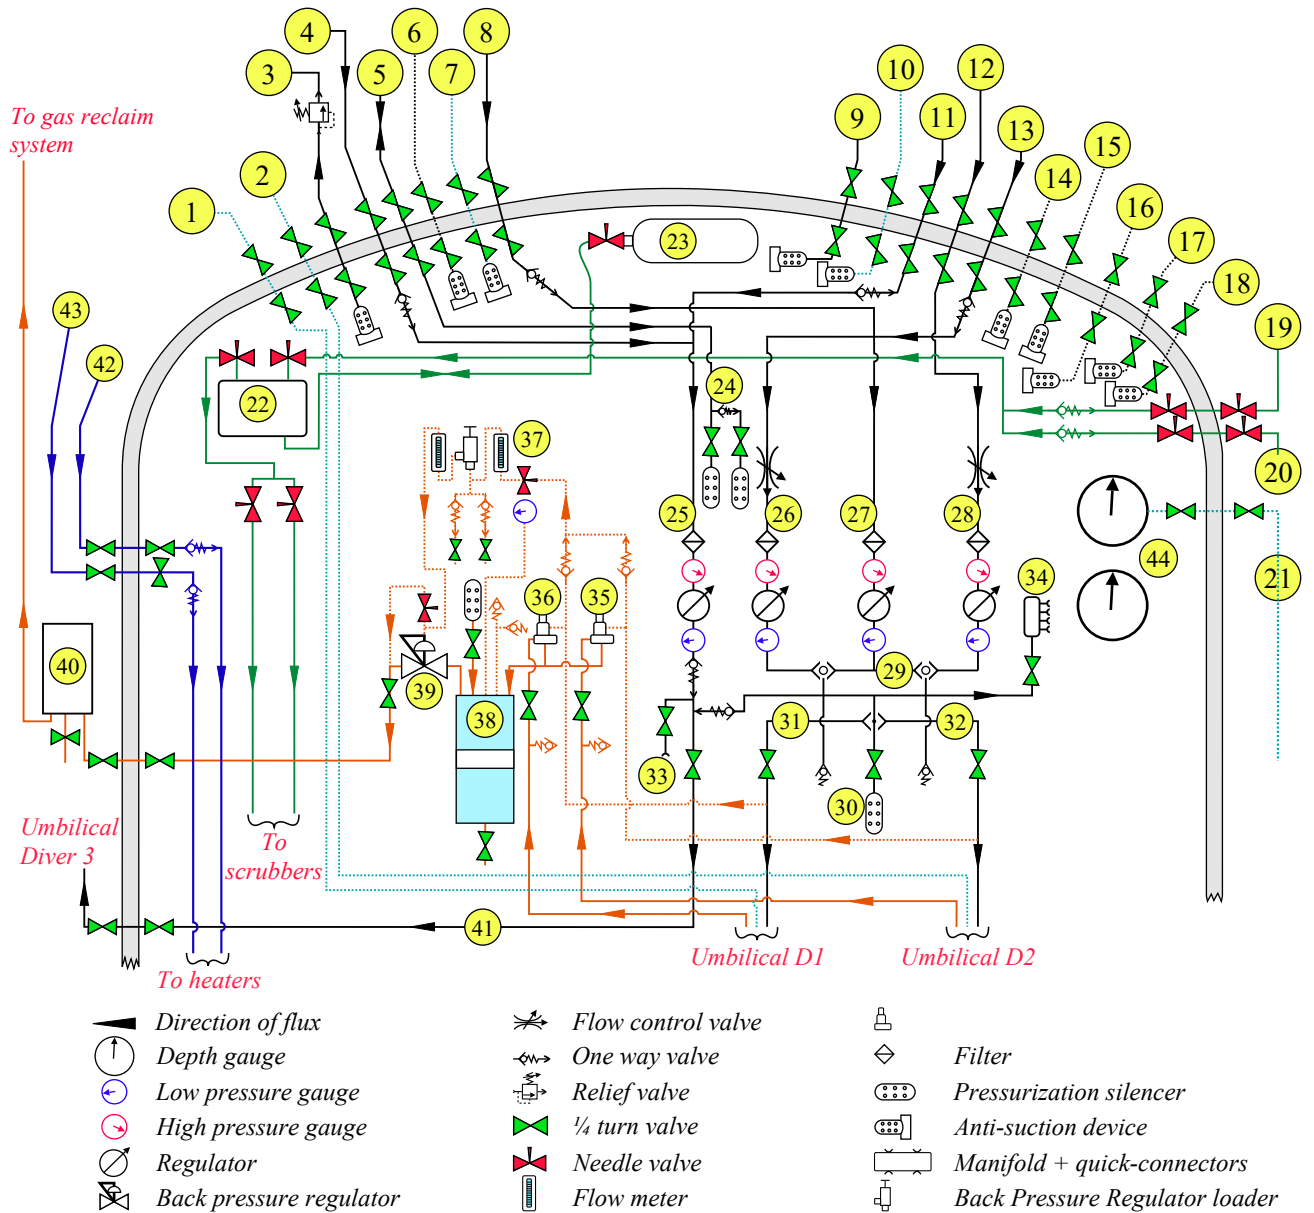 4
6
8
3
5
7
10
12
To gas reclaim
system
9
11
13
15
2
14
16
1
17
23
18
43
19
42
24
22
37
20
25
26
27
28
44
34
21
36
35
40
39
29
38
31
32
33
30
Umbilical
Diver 3
To
scrubbers
41
Umbilical D1
Umbilical D2
To heaters
Direction of flux
Depth gauge
Low pressure gauge
High pressure gauge
Regulator
Back pressure regulator
Flow control valve
One way valve
Relief valve
¼ turn valve
Needle valve
Flow meter
Filter
Pressurization silencer
Anti-suction device
Manifold + quick-connectors
Back Pressure Regulator loader